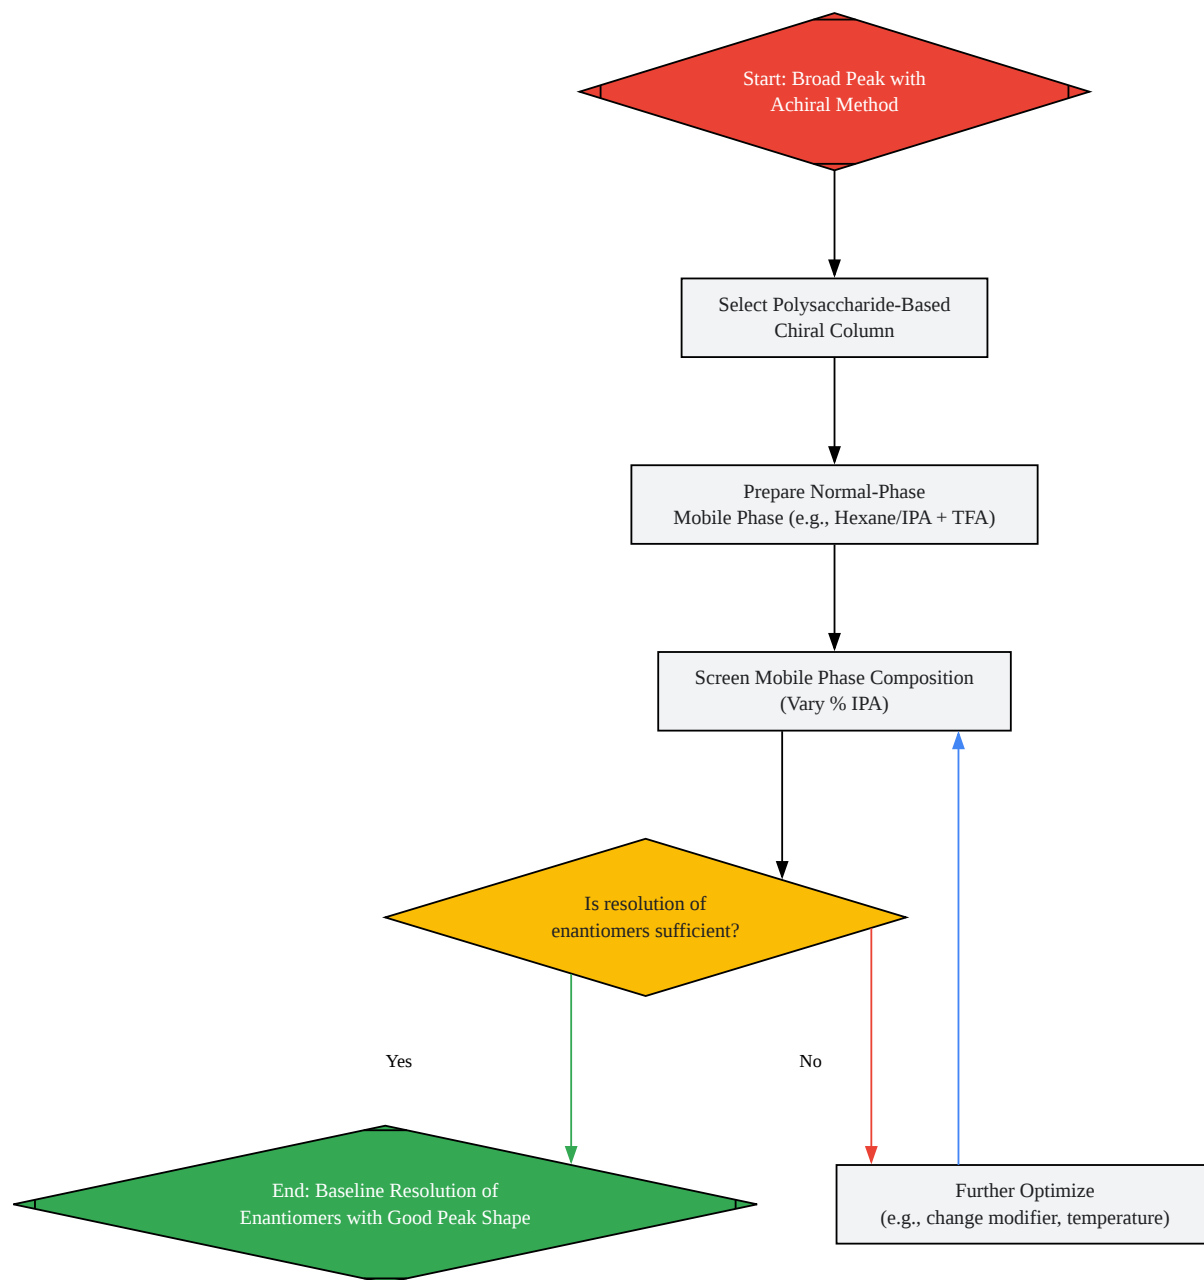 Start: Broad Peak with
Achiral Method
Select Polysaccharide-Based
Chiral Column
Prepare Normal-Phase
Mobile Phase (e.g., Hexane/IPA + TFA)
Screen Mobile Phase Composition
(Vary % IPA)
Is resolution of
enantiomers sufficient?
Yes
No
End: Baseline Resolution of
Enantiomers with Good Peak Shape
Further Optimize
(e.g., change modifier, temperature)